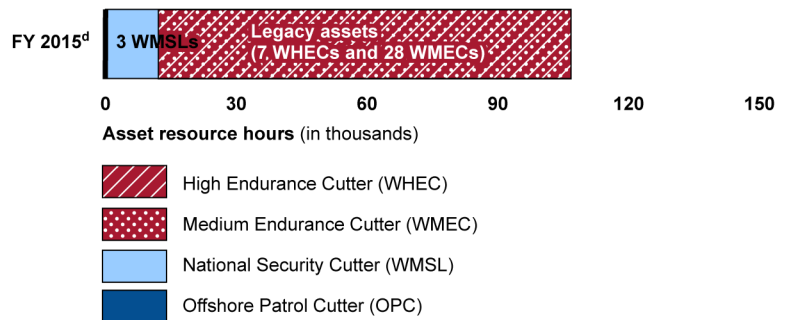 FY 2015d
3 WMSLs
Legacy assets
(7 WHECs and 28 WMECs)
0 30 60 90 120 150
Asset resource hours (in thousands)
High Endurance Cutter (WHEC)
Medium Endurance Cutter (WMEC)
National Security Cutter (WMSL)
Offshore Patrol Cutter (OPC)